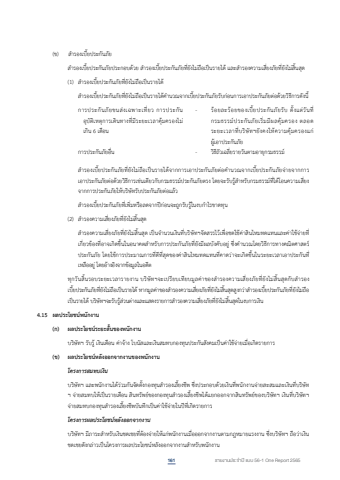 (ข) สำรองเบี้ยประกันภัย
สำรองเบี้ยประกันภัยประกอบด้วย สำรองเบี้ยประกันภัยที่ยังไม่ถือเป็นรายได้ และสำรองความเสี่ยงภัยที่ยังไม่สิ้นสุด
(1) สำรองเบี้ยประกันภัยที่ยังไม่ถือเป็นรายได้
สำรองเบี้ยประกันภัยที่ยังไม่ถือเป็นรายได้คำนวณจากเบี้ยประกันภัยรับก่อนการเอาประกันภัยต่อด้วยวิธีการดังนี้
การประกันภัยขนส่งเฉพาะเที่ยว การประกัน - ร้อยละร้อยของเบี้ยประกันภัยรับ ตั้งแต่วันที่
อุบัติเหตุการเดินทางที่มีระยะเวลาคุ้มครองไม่ กรมธรรม์ประกันภัยเริ่มมีผลคุ้มครอง ตลอด
เกิน 6 เดือน ระยะเวลาที่บริษัทฯยังคงให้ความคุ้มครองแก่
ผู้เอาประกันภัย
การประกันภัยอื่น - วิธีถัวเฉลี่ยรายวันตามอายุกรมธรรม์
สำรองเบี้ยประกันภัยที่ยังไม่ถือเป็นรายได้จากการเอาประกันภัยต่อคำนวณจากเบี้ยประกันภัยจ่ายจากการ
เอาประกันภัยต่อด้วยวิธีการเช่นเดียวกับกรมธรรม์ประกันภัยตรง โดยจะรับรู้สำหรับกรมธรรม์ที่ได้โอนความเสี่ยง
จากการประกันภัยให้บริษัทรับประกันภัยต่อแล้ว
สำรองเบี้ยประกันภัยที่เพิ่มหรือลดจากปีก่อนจะถูกรับรู้ในงบกำไรขาดทุน
(2) สำรองความเสี่ยงภัยที่ยังไม่สิ้นสุด
สำรองความเสี่ยงภัยที่ยังไม่สิ้นสุด เป็นจำนวนเงินที่บริษัทฯจัดสรรไว้เพื่อชดใช้ค่าสินไหมทดแทนและค่าใช้จ่ายที่
เกี่ยวข้องที่อาจเกิดขึ้นในอนาคตสำหรับการประกันภัยที่ยังมีผลบังคับอยู่ ซึ่งคำนวณโดยวิธีการทางคณิตศาสตร์
ประกันภัย โดยใช้การประมาณการที่ดีที่สุดของค่าสินไหมทดแทนที่คาดว่าจะเกิดขึ้นในระยะเวลาเอาประกันที่
เหลืออยู่ โดยอ้างอิงจากข้อมูลในอดีต
ทุกวันสิ้นรอบระยะเวลารายงาน บริษัทฯจะเปรียบเทียบมูลค่าของสำรองความเสี่ยงภัยที่ยังไม่สิ้นสุดกับสำรอง
เบี้ยประกันภัยที่ยังไม่ถือเป็นรายได้ หากมูลค่าของสำรองความเสี่ยงภัยที่ยังไม่สิ้นสุดสูงกว่าสำรองเบี้ยประกันภัยที่ยังไม่ถือ
เป็นรายได้ บริษัทฯจะรับรู้ส่วนต่างและแสดงรายการสำรองความเสี่ยงภัยที่ยังไม่สิ้นสุดในงบการเงิน
4.15 ผลประโยชน์พนักงาน
(ก) ผลประโยชน์ระยะสั้นของพนักงาน
บริษัทฯ รับรู้ เงินเดือน ค่าจ้าง โบนัสและเงินสมทบกองทุนประกันสังคมเป็นค่าใช้จ่ายเมื่อเกิดรายการ
(ข) ผลประโยชน์หลังออกจากงานของพนักงาน
โครงการสมทบเงิน
บริษัทฯ และพนักงานได้ร่วมกันจัดตั้งกองทุนสำรองเลี้ยงชีพ ซึ่งประกอบด้วยเงินที่พนักงานจ่ายสะสมและเงินที่บริษัท
ฯ จ่ายสมทบให้เป็นรายเดือน สินทรัพย์ของกองทุนสำรองเลี้ยงชีพได้แยกออกจากสินทรัพย์ของบริษัทฯ เงินที่บริษัทฯ
จ่ายสมทบกองทุนสำรองเลี้ยงชีพบันทึกเป็นค่าใช้จ่ายในปีที่เกิดรายการ
โครงการผลประโยชน์หลังออกจากงาน
บริษัทฯ มีภาระสำหรับเงินชดเชยที่ต้องจ่ายให้แก่พนักงานเมื่อออกจากงานตามกฎหมายแรงงาน ซึ่งบริษัทฯ ถือว่าเงิน
ชดเชยดังกล่าวเป็นโครงการผลประโยชน์หลังออกจากงานสำหรับพนักงาน
161 รายงานประจำปี แบบ 56-1 One Report 2565